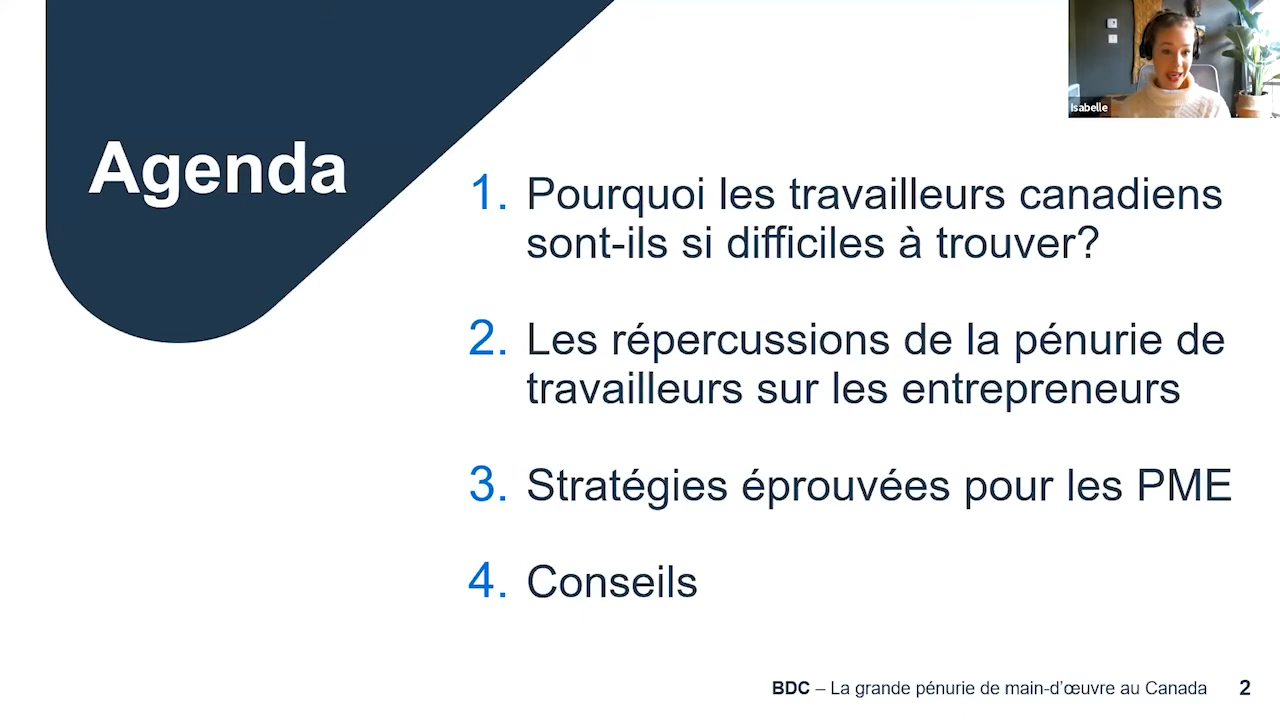 Isabelle
Agenda
1. Pourquoi les travailleurs canadiens
sont-ils si difficiles à trouver?
2. Les répercussions de la pénurie de
travailleurs sur les entrepreneurs
3. Stratégies éprouvées pour les PME
4. Conseils
BDC – La grande pénurie de main-d’œuvre au Canada 2